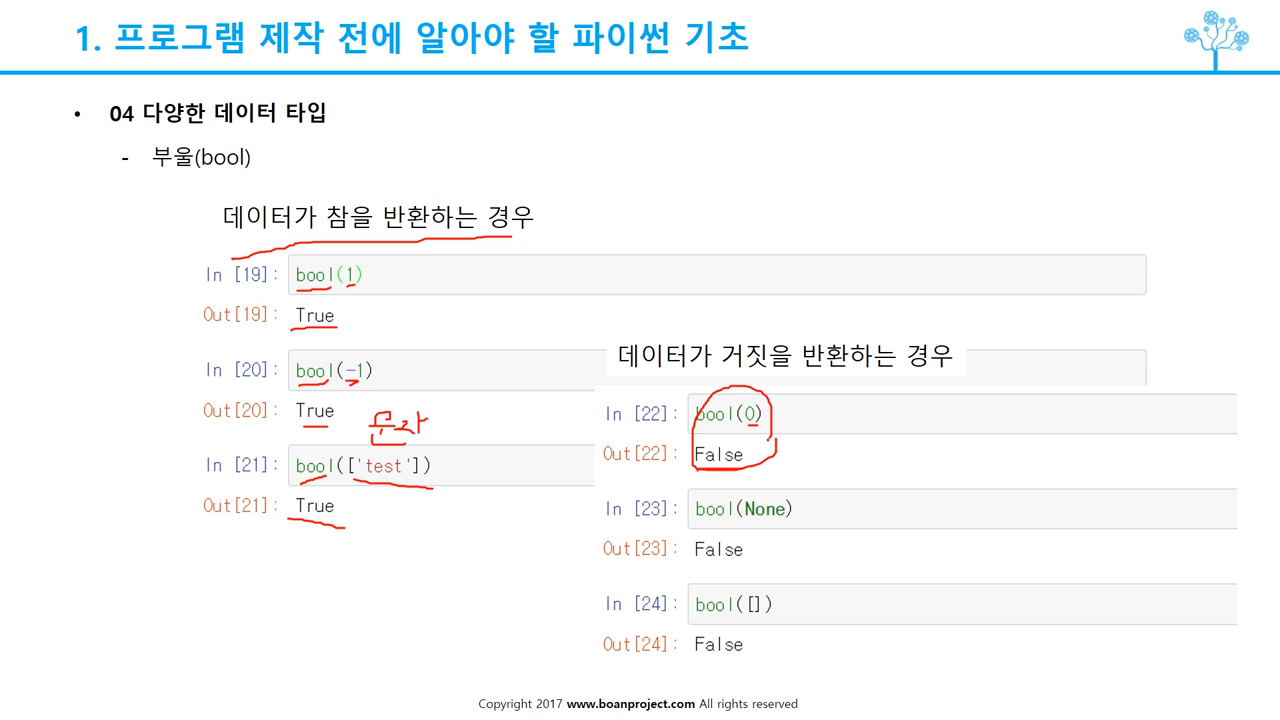 1. 프로그램 제작 전에 알아야 할 파이썬 기초
• 04 다양한 데이터 타입
- 부울(bool)
데이터가 참을 반환하는 경우
In [19]: bool(1)
Out[19]: True
In [20]: bool(-1)
Out[20]: True
문자
In [21]: bool(['test'])
Out[21]: True
데이터가 거짓을 반환하는 경우
In [22]: bool(0)
Out[22]: False
In [23]: bool(None)
Out[23]: False
In [24]: bool([])
Out[24]: False
Copyright 2017 www.boanproject.com All rights reserved